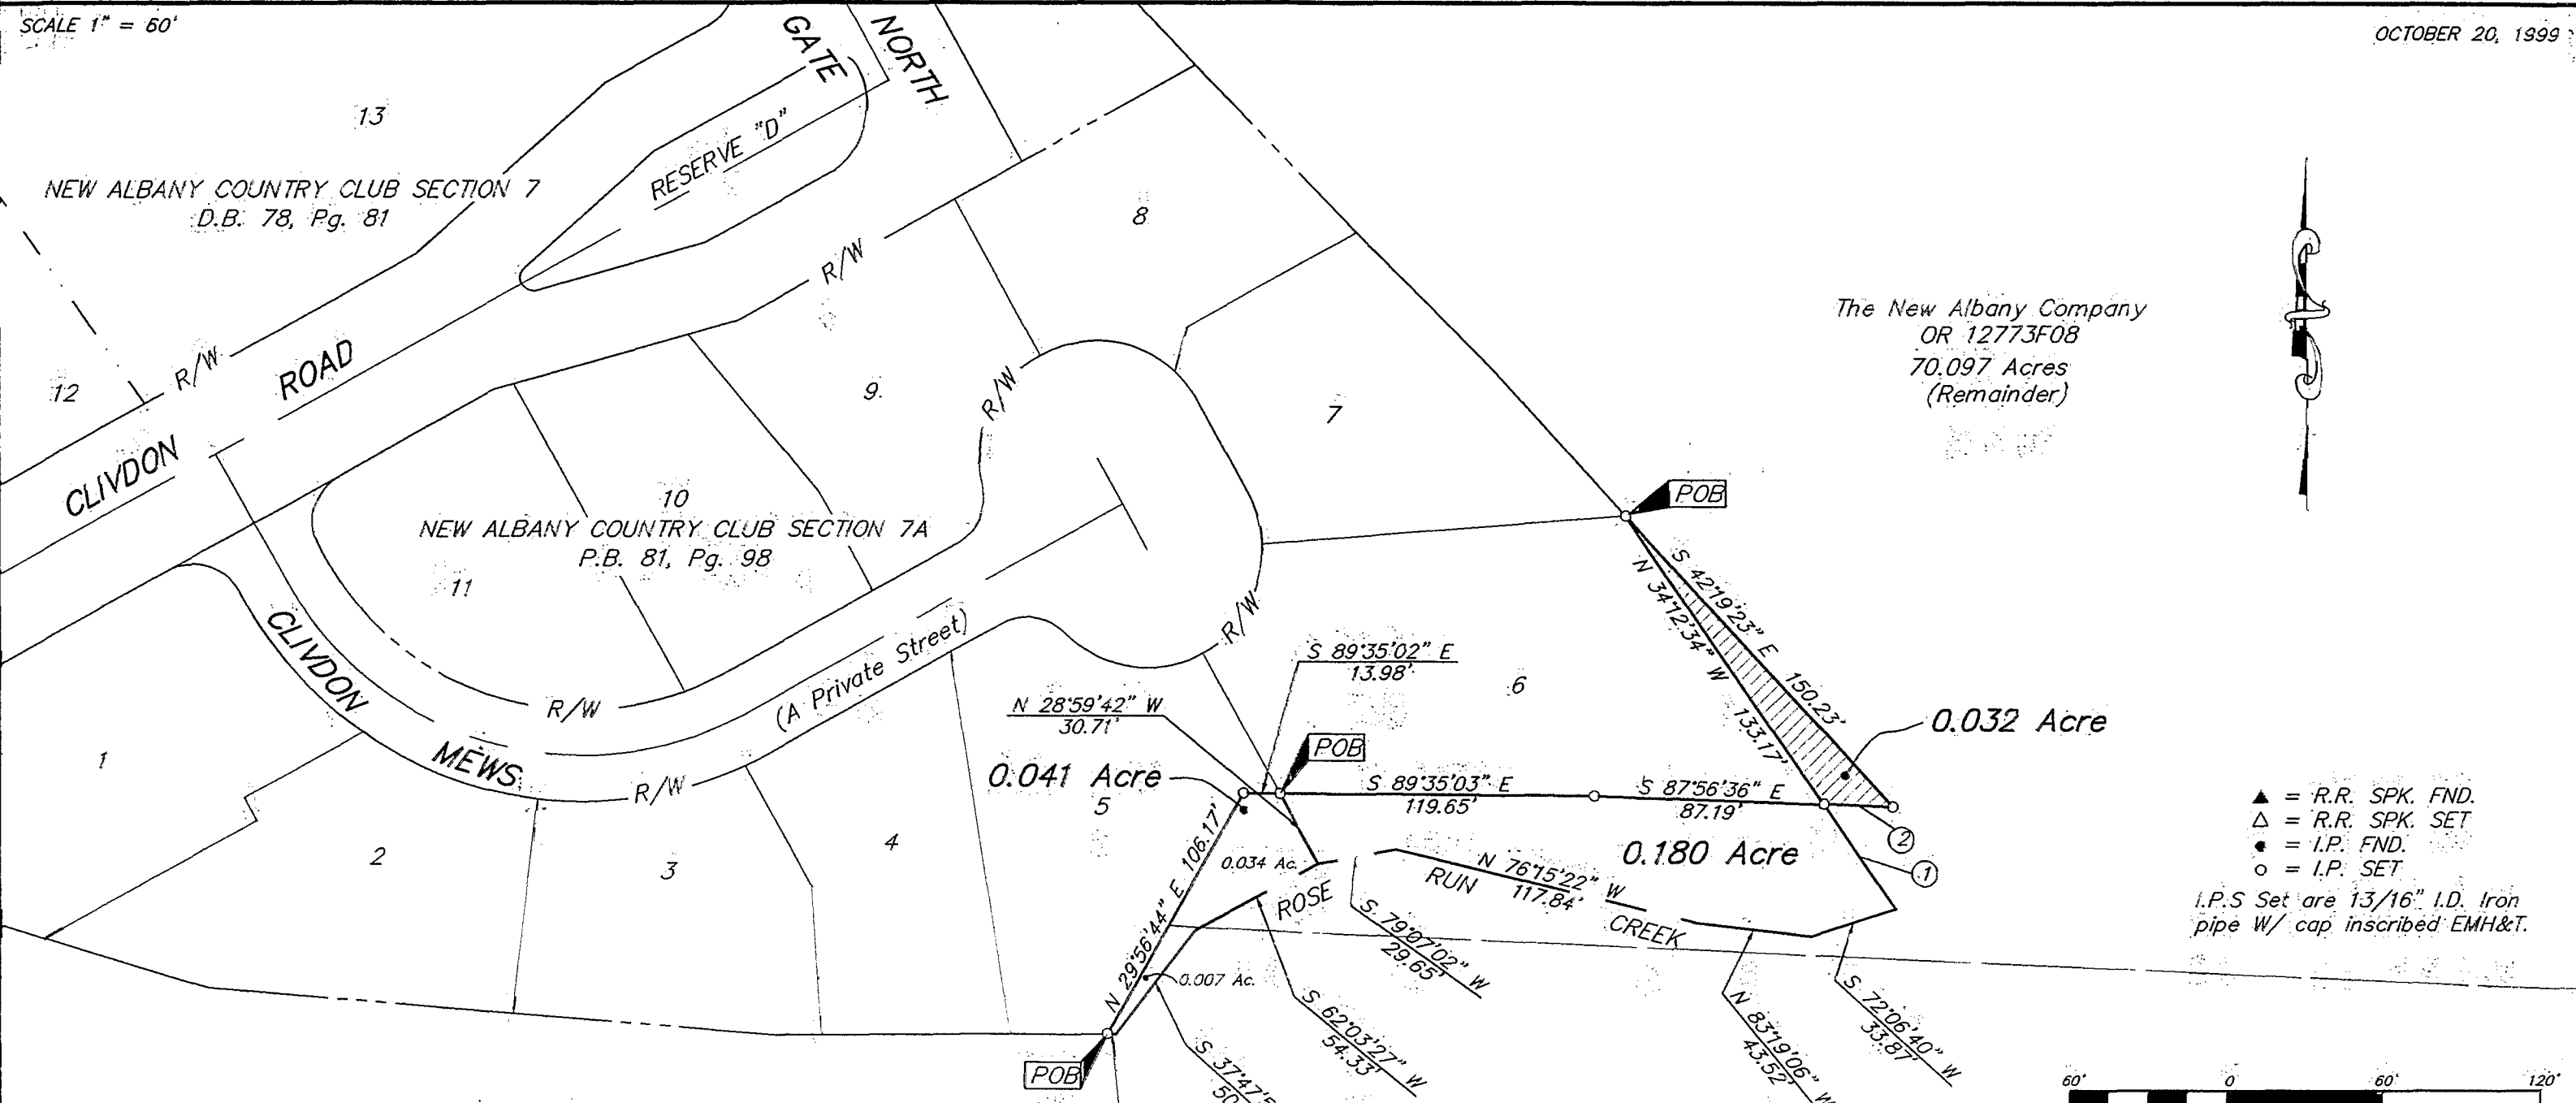 SCALE 1" = 60'
OCTOBER 20, 1999
GATE
NORTH
13
RESERVE "D"
NEW ALBANY COUNTRY CLUB SECTION 7
D.B. 78, Pg. 81
8
R/W
The New Albany Company
OR 12773F08
70.097 Acres
(Remainder)
12
R/W
ROAD
9
R/W
7
CLIVDON
10
NEW ALBANY COUNTRY CLUB SECTION 7A
P.B. 81, Pg. 98
11
POB
S 42°19'23" E
150.23'
N 34°12'34" W
133.17'
CLIVDON
MEWS
(A Private Street)
R/W
R/W
R/W
S 89°35'02" E
13.98'
6
N 28°59'42" W
30.71'
0.032 Acre
1
POB
0.041 Acre
5
S 89°35'03" E
119.65'
S 87°56'36" E
87.19'
2
▲ = R.R. SPK. FND.
△ = R.R. SPK. SET
● = I.P. FND.
○ = I.P. SET
I.P.S Set are 13/16" I.D. Iron
pipe W/ cap inscribed EMH&T.
2
3
4
N 29°56'44" E 106.17'
0.034 Ac.
0.180 Acre
1
ROSE
RUN
CREEK
N 76°15'22" W
117.84'
S 79°07'02" W
29.65'
0.007 Ac.
S 62°03'27" W
54.33'
N 83°19'06" W
43.52'
S 72°06'40" W
33.87'
POB
S 37°47'
50
60' 0 60' 120'